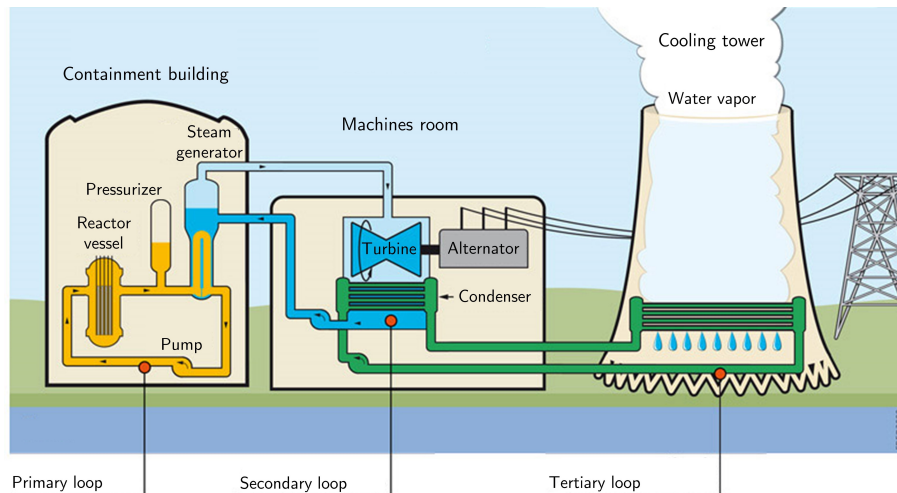 Cooling tower
Containment building
Water vapor
Machines room
Steam
generator
Pressurizer
Reactor
vessel
Turbine
Alternator
Condenser
Pump
Primary loop
Secondary loop
Tertiary loop